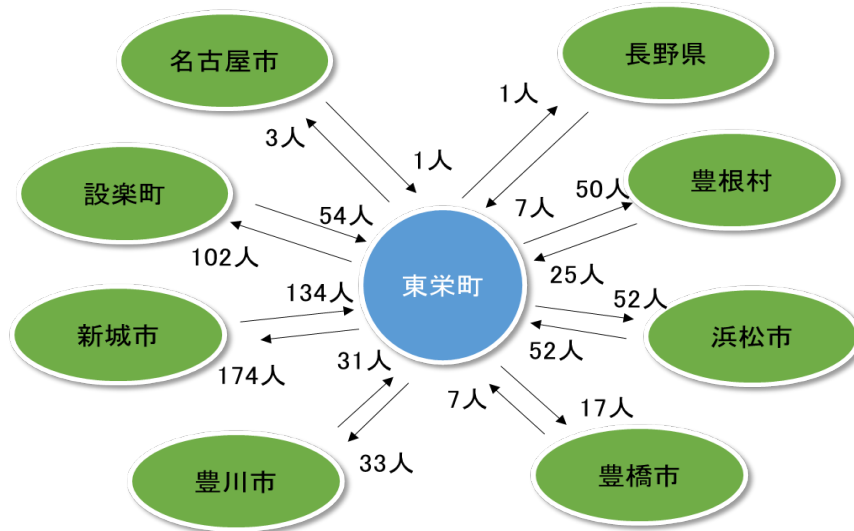 名古屋市
長野県
1人
3人
1人
設楽町
豊根村
50人
54人
7人
102人
25人
東栄町
134人
52人
新城市
浜松市
31人
52人
174人
7人
17人
33人
豊川市
豊橋市